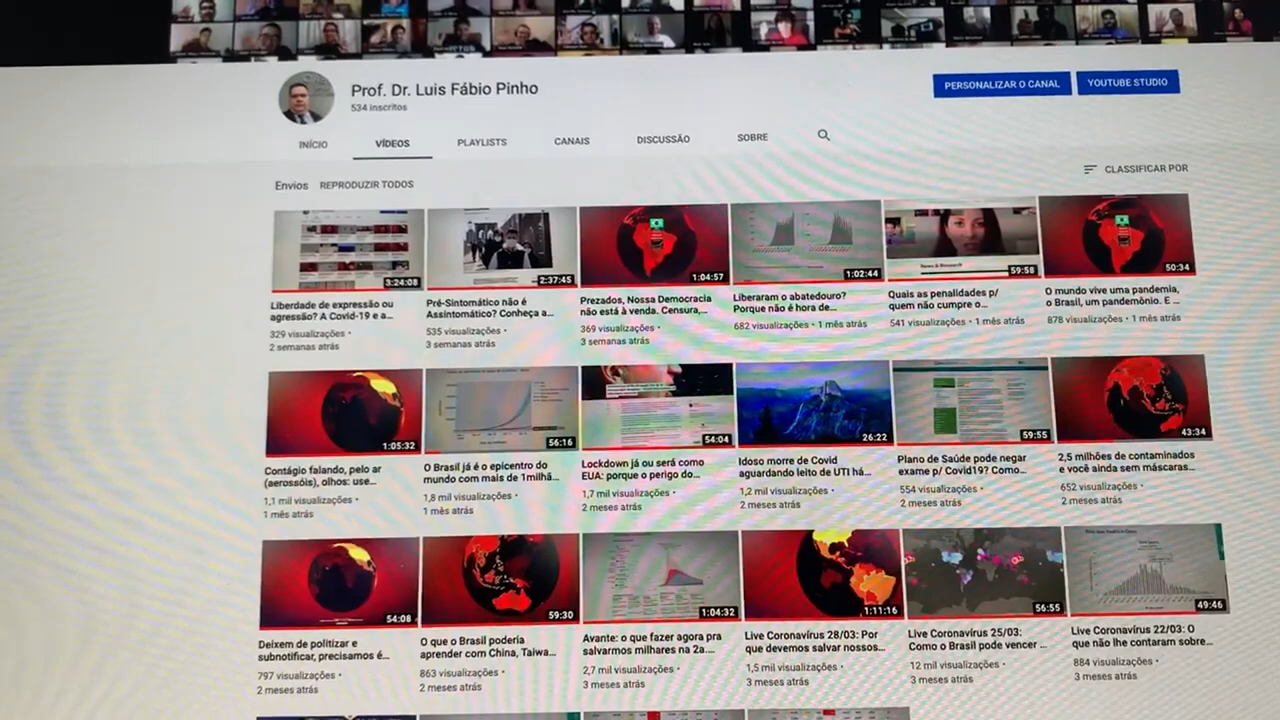 Prof. Dr. Luis Fábio Pinho
534 inscritos
PERSONALIZAR O CANAL
YOUTUBE STUDIO
INÍCIO
VÍDEOS
PLAYLISTS
CANAIS
DISCUSSÃO
SOBRE
Envios
REPRODUZIR TODOS
CLASSIFICAR POR
3:24:08
2:37:45
1:04:57
1:02:44
59:58
50:34
Liberdade de expressão ou
agressão? A Covid-19 e a...
329 visualizações •
2 semanas atrás
Pré-Sintomático não é
Assintomático? Conheça a...
535 visualizações •
3 semanas atrás
Prezados, Nossa Democracia
não está à venda. Censura,...
369 visualizações •
3 semanas atrás
Liberaram o abatedouro?
Porque não é hora de...
682 visualizações • 1 mês atrás
Quais as penalidades p/
quem não cumpre o...
541 visualizações • 1 mês atrás
O mundo vive uma pandemia,
o Brasil, um pandemônio. E ...
878 visualizações • 1 mês atrás
1:05:32
56:16
54:04
26:22
59:55
43:34
Contágio falando, pelo ar
(aerossóis), olhos: use...
1,1 mil visualizações •
1 mês atrás
O Brasil já é o epicentro do
mundo com mais de 1milhã...
1,8 mil visualizações •
1 mês atrás
Lockdown já ou será como
EUA: porque o perigo do...
1,7 mil visualizações •
2 meses atrás
Idoso morre de Covid
aguardando leito de UTI há...
1,2 mil visualizações •
2 meses atrás
Plano de Saúde pode negar
exame p/ Covid19? Como...
554 visualizações •
2 meses atrás
2,5 milhões de contaminados
e você ainda sem máscaras...
652 visualizações •
2 meses atrás
54:08
59:30
1:04:32
1:11:16
56:55
49:46
Deixem de politizar e
subnotificar, precisamos é...
797 visualizações •
2 meses atrás
O que o Brasil poderia
aprender com China, Taiwa...
863 visualizações •
2 meses atrás
Avante: o que fazer agora pra
salvarmos milhares na 2a....
2,7 mil visualizações •
3 meses atrás
Live Coronavírus 28/03: Por
que devemos salvar nossos...
1,5 mil visualizações •
3 meses atrás
Live Coronavírus 25/03:
Como o Brasil pode vencer ...
12 mil visualizações •
3 meses atrás
Live Coronavírus 22/03: O
que não lhe contaram sobre...
884 visualizações •
3 meses atrás